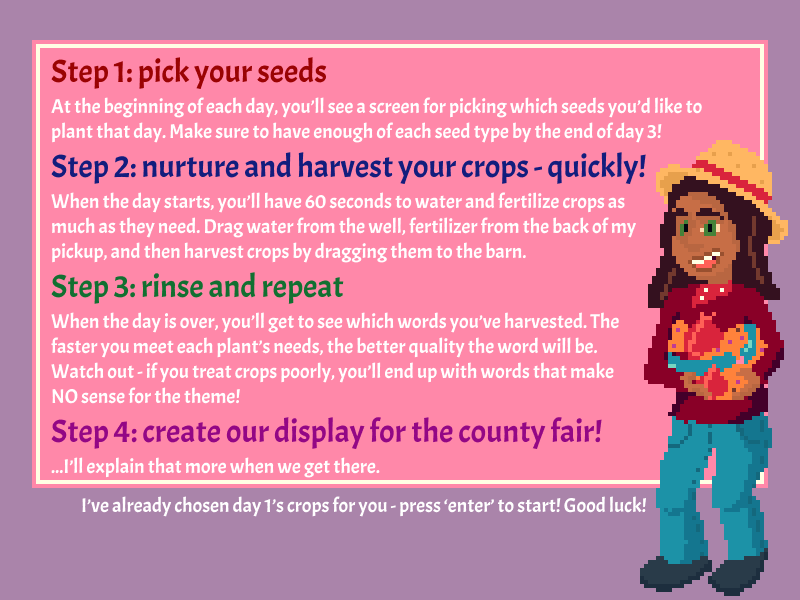 Step 1: pick your seeds
At the beginning of each day, you'll see a screen for picking which seeds you'd like to
plant that day. Make sure to have enough of each seed type by the end of day 3!
Step 2: nurture and harvest your crops - quickly!
When the day starts, you'll have 60 seconds to water and fertilize crops as
much as they need. Drag water from the well, fertilizer from the back of my
pickup, and then harvest crops by dragging them to the barn.
Step 3: rinse and repeat
When the day is over, you'll get to see which words you've harvested. The
faster you meet each plant's needs, the better quality the word will be.
Watch out - if you treat crops poorly, you'll end up with words that make
NO sense for the theme!
Step 4: create our display for the county fair!
...I'll explain that more when we get there.
I've already chosen day 1's crops for you - press ‘enter’ to start! Good luck!